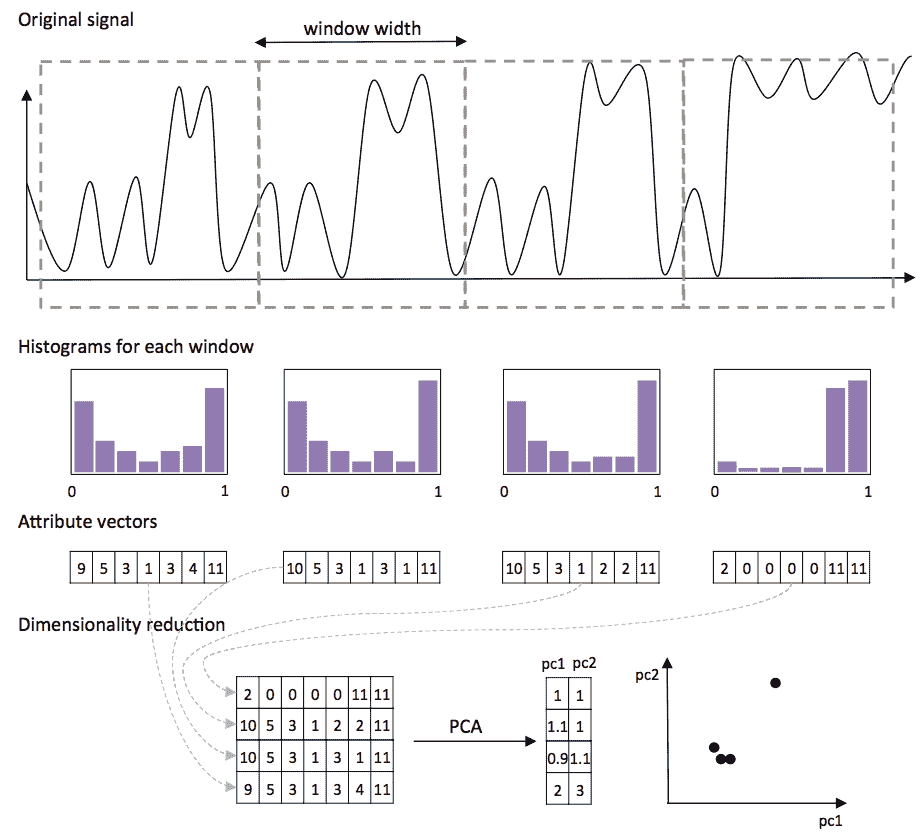 Original signal
window width
Histograms for each window
0 1 0 1 0 1 0 1
Attribute vectors
9 5 3 1 3 4 11 10 5 3 1 3 1 11 10 5 3 1 2 2 11 2 0 0 0 0 11 11
Dimensionality reduction
pc1 pc2
pc2
2 0 0 0 0 11 11 1 1
10 5 3 1 2 2 11 PCA 1.1 1
10 5 3 1 3 1 11 0.9 1.1
9 5 3 1 3 4 11 2 3
pc1